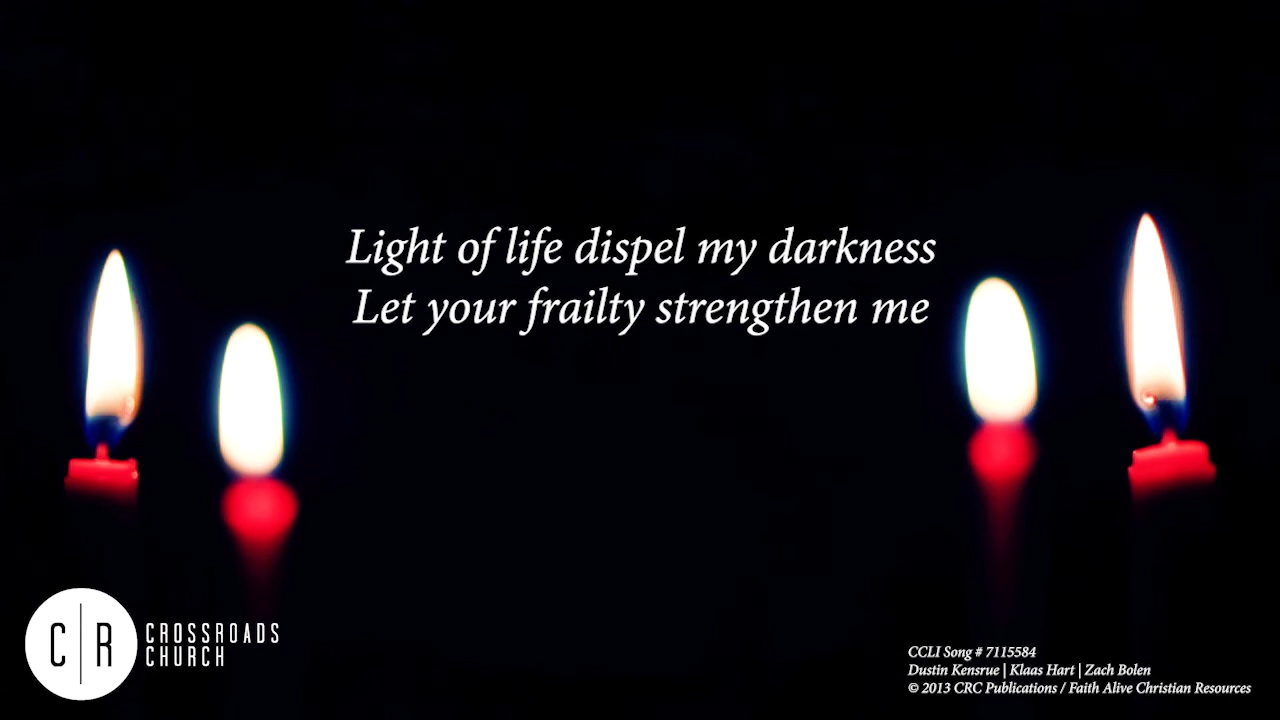 Light of life dispel my darkness
Let your frailty strengthen me
C R
CROSSROADS
CHURCH
CCLI Song # 7115584
Dustin Kensrue | Klaas Hart | Zach Bolen
© 2013 CRC Publications / Faith Alive Christian Resources